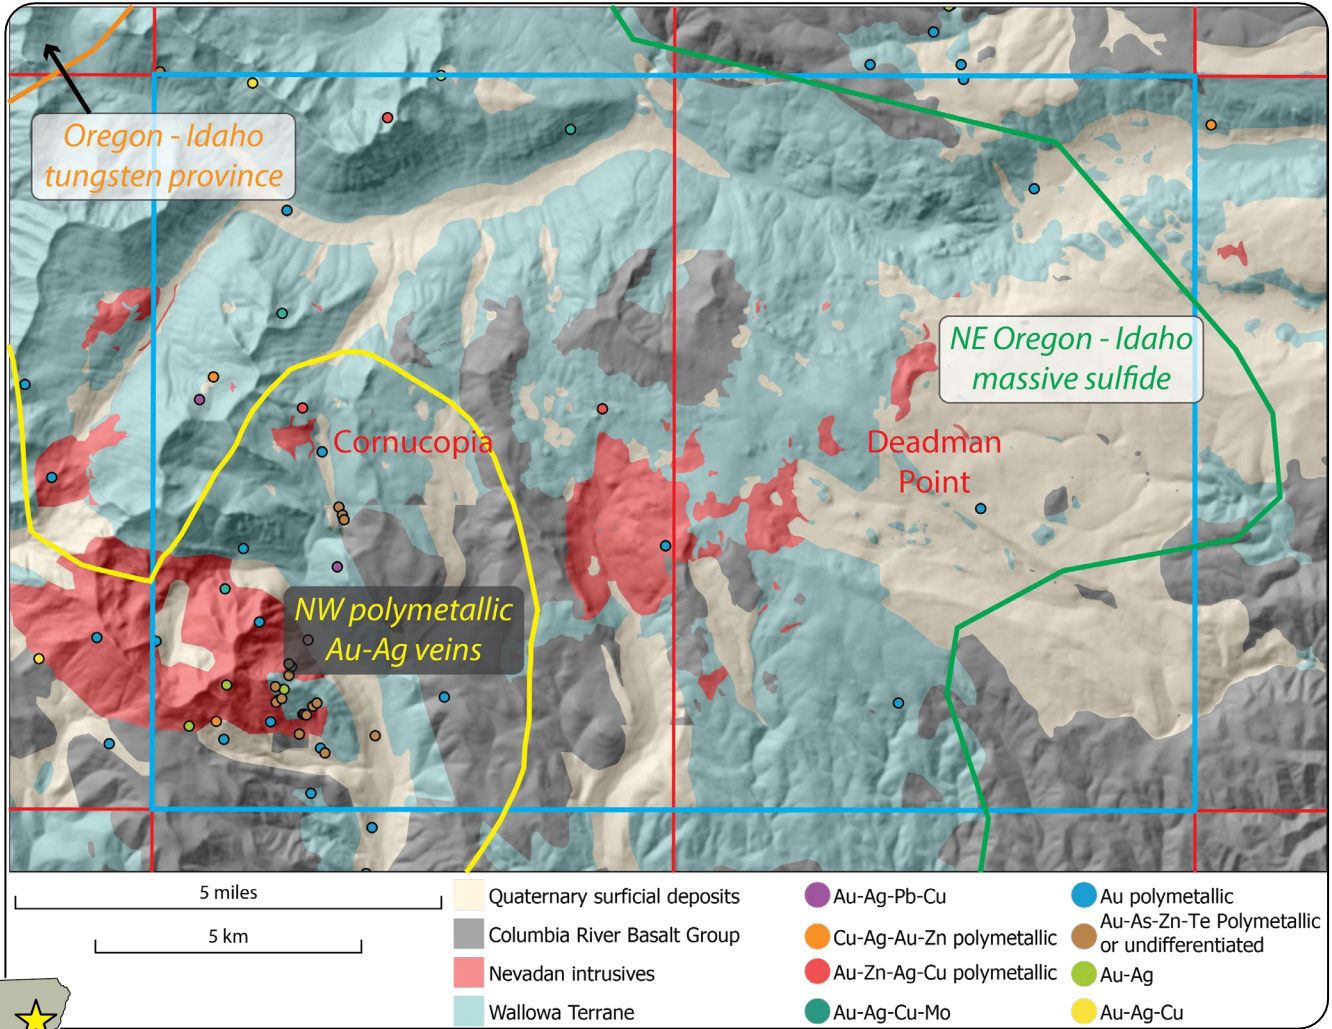 Oregon - Idaho
tungsten province
NE Oregon - Idaho
massive sulfide
Cornucopia
Deadman
Point
NW polymetallic
Au-Ag veins
5 miles
5 km
Quaternary surficial deposits
Columbia River Basalt Group
Nevadan intrusives
Wallowa Terrane
Au-Ag-Pb-Cu
Cu-Ag-Au-Zn polymetallic
Au-Zn-Ag-Cu polymetallic
Au-Ag-Cu-Mo
Au polymetallic
Au-As-Zn-Te Polymetallic
or undifferentiated
Au-Ag
Au-Ag-Cu